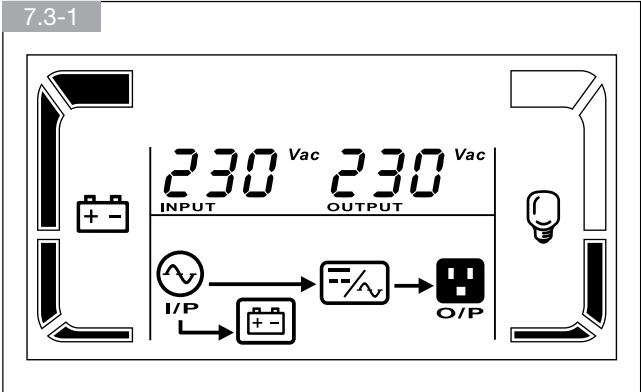 7.3-1
230 Vac 230 Vac
INPUT OUTPUT
+ -
I/P O/P
+ -